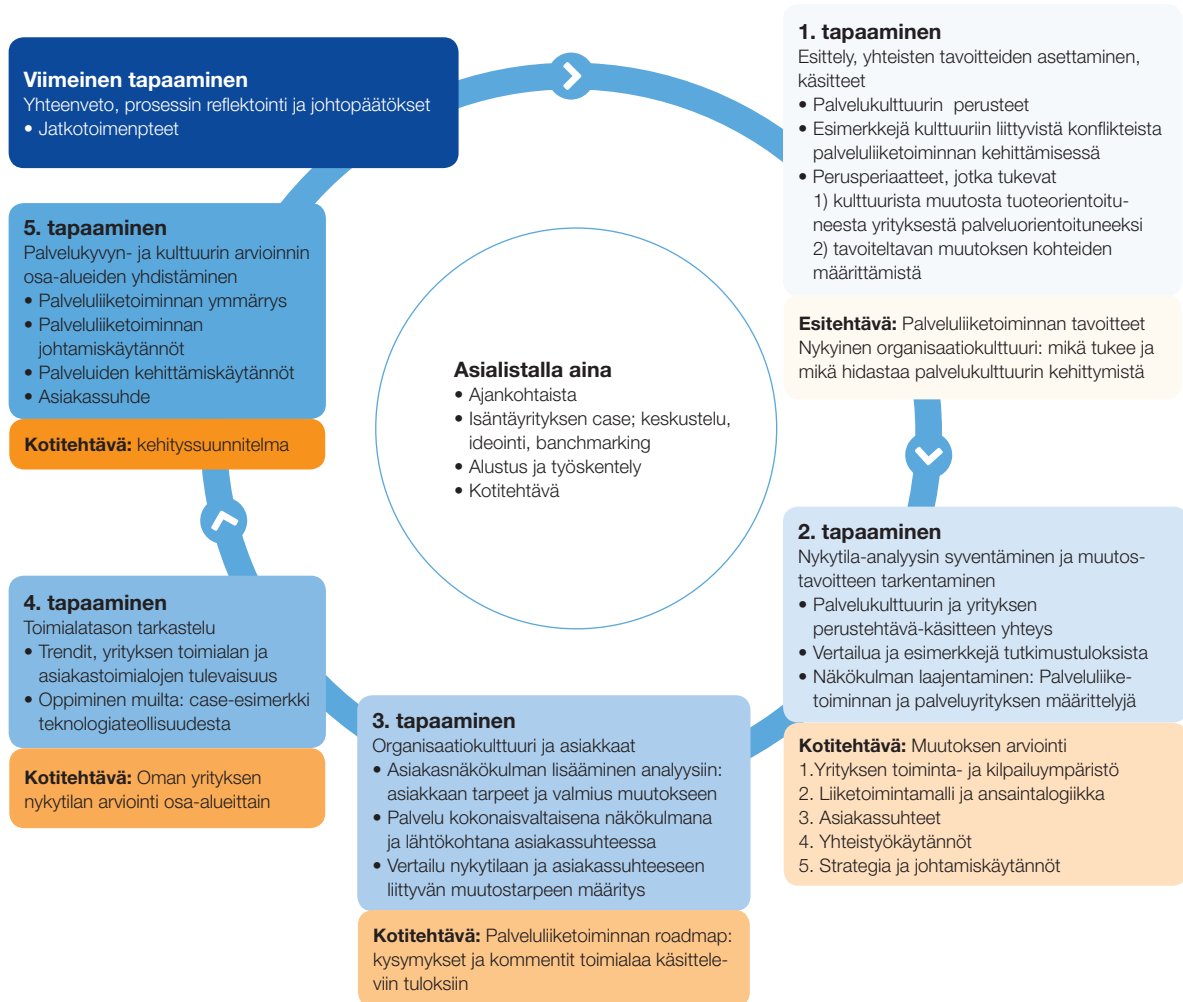 Viimeinen tapaaminen
Yhteenveto, prosessin reflektointi ja johtopäätökset
• Jatkotoimenpteet
1. tapaaminen
Esittely, yhteisten tavoitteiden asettaminen,
käsitteet
• Palvelukulttuurin perusteet
• Esimerkkejä kulttuuriin liittyvistä konflikteista
palveluliiketoiminnan kehittämisessä
• Perusperiaatteet, jotka tukevat
1) kulttuurista muutosta tuoteorientoitu-
neesta yrityksestä palveluorientoituneeksi
2) tavoiteltavan muutoksen kohteiden
määrittämistä
Esitehtävä: Palveluliiketoiminnan tavoitteet
Nykyinen organisaatiokulttuuri: mikä tukee ja
mikä hidastaa palvelukulttuurin kehittymistä
2. tapaaminen
Nykytila-analyysin syventäminen ja muutos-
tavoitteen tarkentaminen
• Palvelukulttuurin ja yrityksen
perustehtävä-käsitteen yhteys
• Vertailua ja esimerkkejä tutkimustuloksista
• Näkökulman laajentaminen: Palveluliike-
toiminnan ja palveluyrityksen määrittelyjä
Kotitehtävä: Muutoksen arviointi
1.Yrityksen toiminta- ja kilpailuympäristö
2. Liiketoimintamalli ja ansaintalogiikka
3. Asiakassuhteet
4. Yhteistyökäytännöt
5. Strategia ja johtamiskäytännöt
3. tapaaminen
Organisaatiokulttuuri ja asiakkaat
• Asiakasnäkökulman lisääminen analyysiin:
asiakkaan tarpeet ja valmius muutokseen
• Palvelu kokonaisvaltaisena näkökulmana
ja lähtökohtana asiakassuhteessa
• Vertailu nykytilaan ja asiakassuhteeseen
liittyvän muutostarpeen määritys
Kotitehtävä: Palveluliiketoiminnan roadmap:
kysymykset ja kommentit toimialaa käsittele-
viin tuloksiin
4. tapaaminen
Toimialatason tarkastelu
• Trendit, yrityksen toimialan ja
asiakastoimialojen tulevaisuus
• Oppiminen muilta: case-esimerkki
teknologiateollisuudesta
Kotitehtävä: Oman yrityksen
nykytilan arviointi osa-alueittain
5. tapaaminen
Palvelukyvyn- ja kulttuurin arvioinnin
osa-alueiden yhdistäminen
• Palveluliiketoiminnan ymmärrys
• Palveluliiketoiminnan
johtamiskäytännöt
• Palveluiden kehittämiskäytännöt
• Asiakassuhde
Kotitehtävä: kehityssuunnitelma
Asialistalla aina
• Ajankohtaista
• Isäntäyrityksen case; keskustelu,
ideointi, banchmarking
• Alustus ja työskentely
• Kotitehtävä